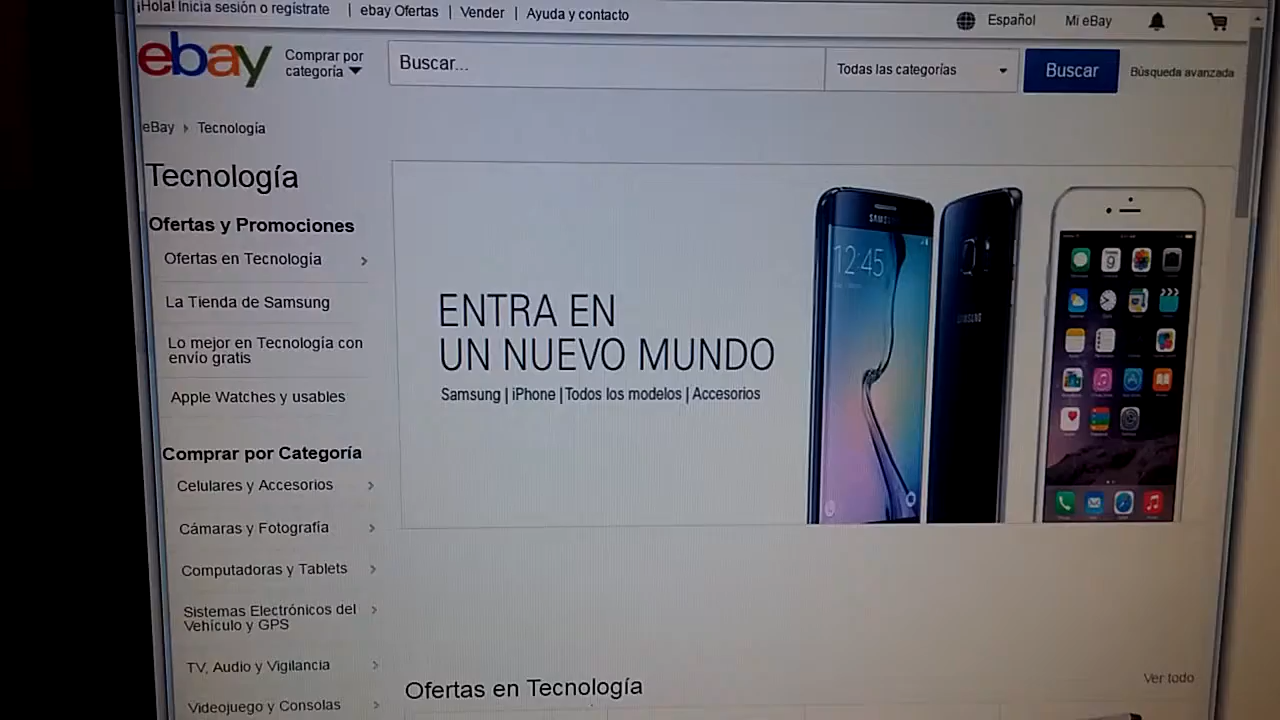 ¡Hola! Inicia sesión o regístrate | ebay Ofertas | Vender | Ayuda y contacto
Español Mi eBay
ebay Comprar por categoría Buscar... Todas las categorías Buscar Búsqueda avanzada
eBay Tecnología
Tecnología
Ofertas y Promociones
Ofertas en Tecnología
La Tienda de Samsung
Lo mejor en Tecnología con
envío gratis
Apple Watches y usables
Comprar por Categoría
Celulares y Accesorios
Cámaras y Fotografía
Computadoras y Tablets
Sistemas Electrónicos del
Vehículo y GPS
TV, Audio y Vigilancia
Videojuego y Consolas
ENTRA EN
UN NUEVO MUNDO
Samsung | iPhone | Todos los modelos | Accesorios
SAMSUNG
12:45
SAMSUNG
9
Ofertas en Tecnología
Ver todo